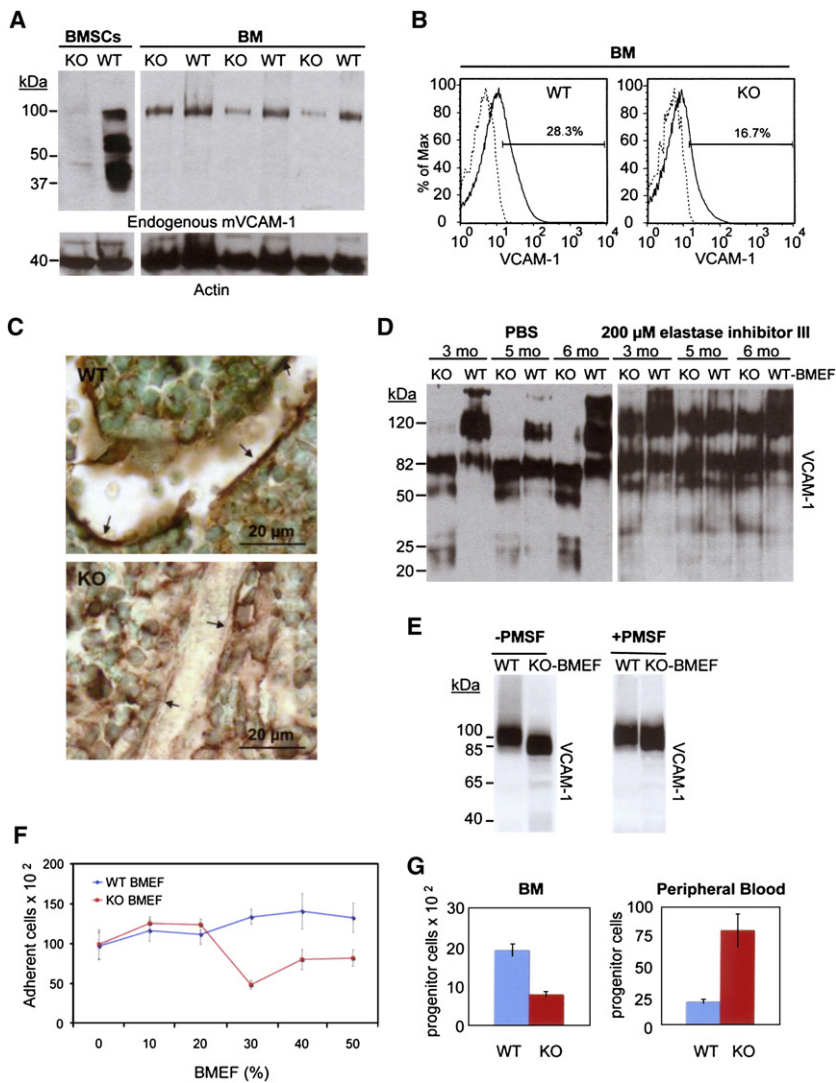 A
BMSCs BM
KO WT KO WT KO WT KO WT
kDa
100
50
37
Endogenous mVCAM-1
40
Actin
B
BM
WT
28.3%
KO
16.7%
% of Max
100
80
60
40
20
0
10^0 10^1 10^2 10^3 10^4
VCAM-1
100
80
60
40
20
0
10^0 10^1 10^2 10^3 10^4
VCAM-1
C
WT
20 µm
KO
20 µm
D
PBS 200 µM elastase inhibitor III
3 mo 5 mo 6 mo 3 mo 5 mo 6 mo
KO WT KO WT KO WT KO WT KO WT KO WT-BMEF
kDa
120
82
50
25
20
VCAM-1
E
-PMSF +PMSF
WT KO-BMEF WT KO-BMEF
kDa
100
85
65
40
VCAM-1
VCAM-1
F
WT BMEF
KO BMEF
Adherent cells x 10^2
200
150
100
50
0
0 10 20 30 40 50
BMEF (%)
G
BM
progenitor cells x 10^2
30
20
10
0
WT KO
Peripheral Blood
progenitor cells
100
75
50
25
0
WT KO